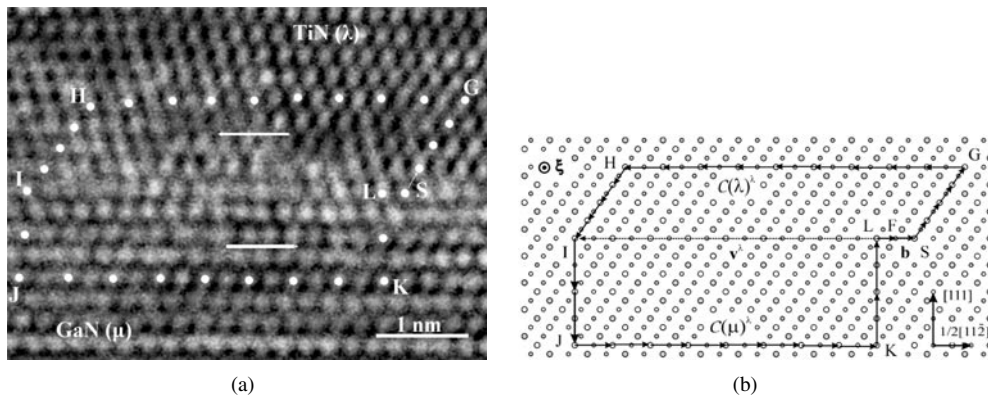 TiN (λ)
H
G
I
L
S
J
K
GaN (μ)
1 nm
(a)
ξ
H
G
C(λ)^λ
I
L
F
S
v^λ
b
[111]
C(μ)^λ
1/2[112̄]
J
K
(b)